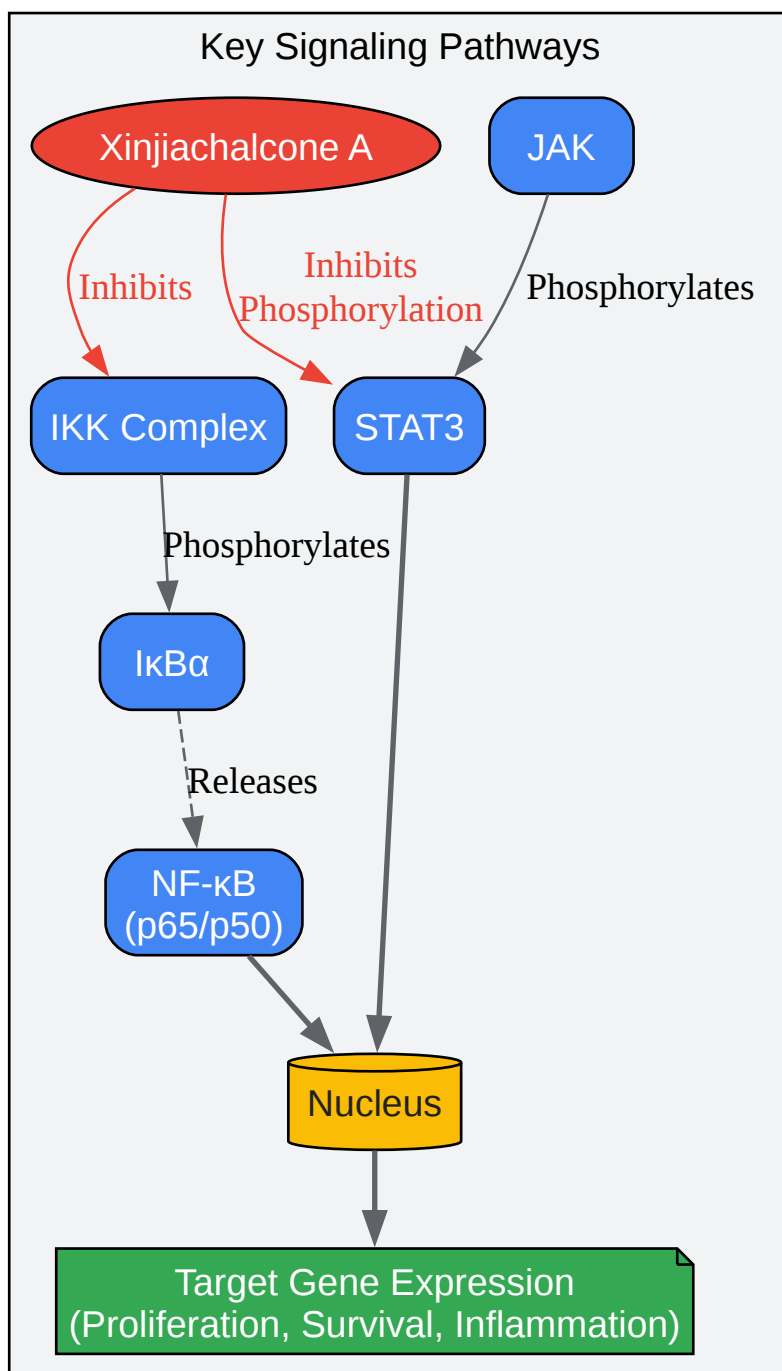 Key Signaling Pathways
Xinjiachalcone A
JAK
Inhibits
Inhibits
Phosphorylation
Phosphorylates
IKK Complex
STAT3
Phosphorylates
IκBα
Releases
NF-κB
(p65/p50)
Nucleus
Target Gene Expression
(Proliferation, Survival, Inflammation)